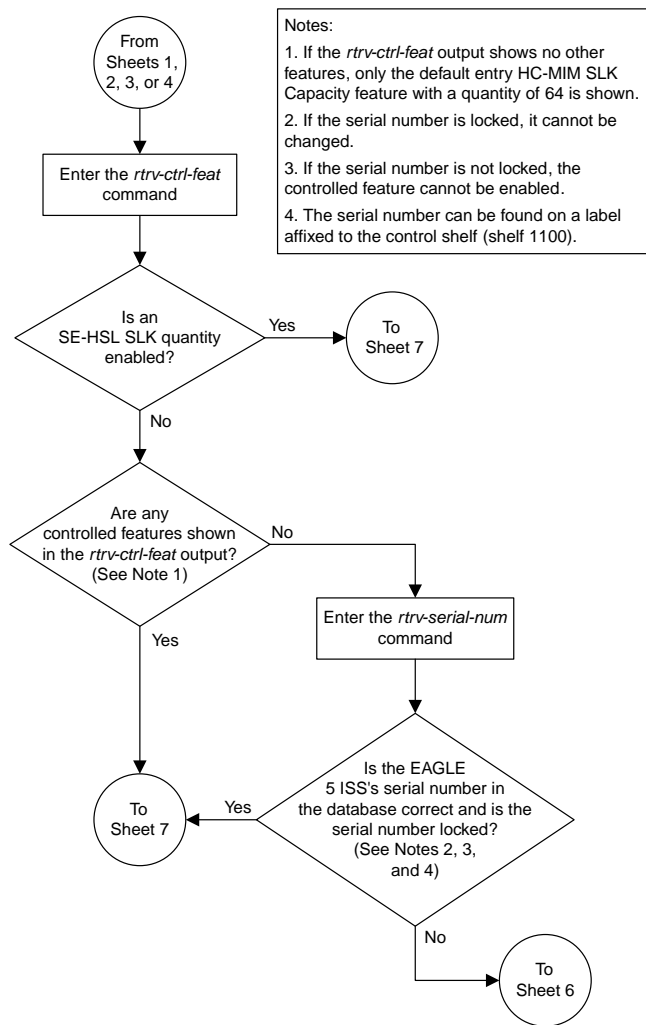 From
Sheets 1,
2, 3, or 4
Notes:
1. If the rtrv-ctrl-feat output shows no other
features, only the default entry HC-MIM SLK
Capacity feature with a quantity of 64 is shown.
2. If the serial number is locked, it cannot be
changed.
3. If the serial number is not locked, the
controlled feature cannot be enabled.
4. The serial number can be found on a label
affixed to the control shelf (shelf 1100).
Enter the rtrv-ctrl-feat
command
Is an
SE-HSL SLK quantity
enabled?
Yes
To
Sheet 7
No
Are any
controlled features shown
in the rtrv-ctrl-feat output?
(See Note 1)
No
Yes
Enter the rtrv-serial-num
command
Is the EAGLE
5 ISS's serial number in
the database correct and is the
serial number locked?
(See Notes 2, 3,
and 4)
Yes
To
Sheet 7
No
To
Sheet 6